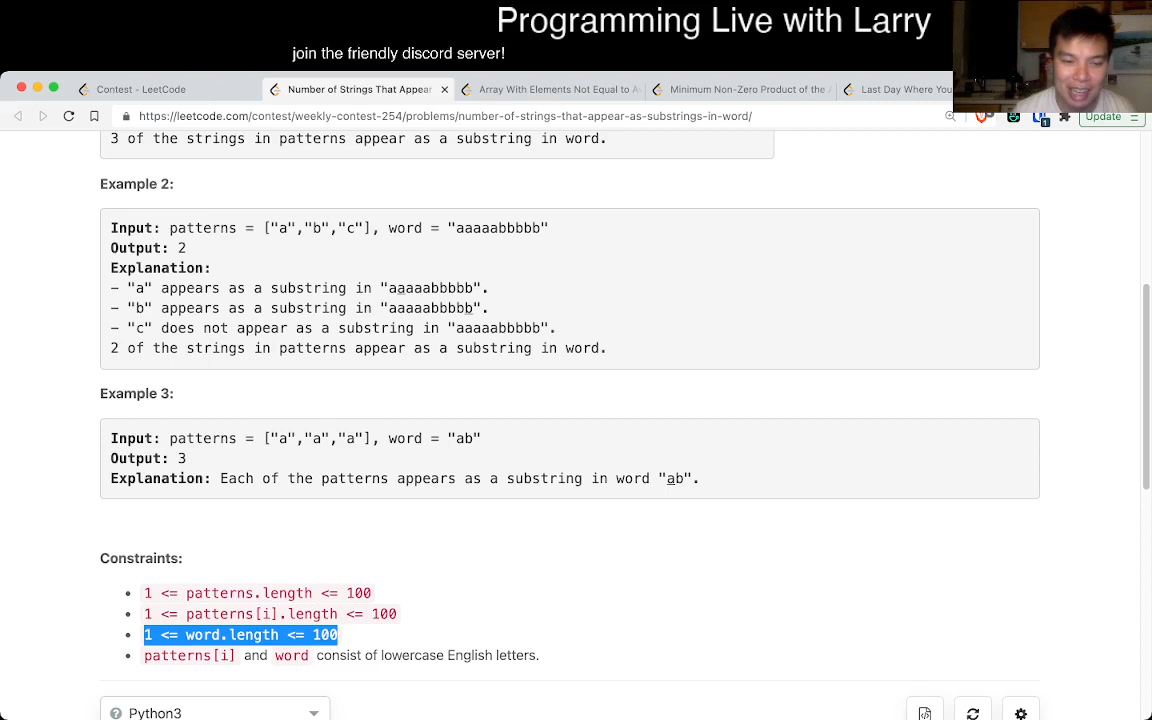 Programming Live with Larry
join the friendly discord server!
Contest - LeetCode
Number of Strings That Appear
Array With Elements Not Equal to A
Minimum Non-Zero Product of the
Last Day Where You
https://leetcode.com/contest/weekly-contest-254/problems/number-of-strings-that-appear-as-substrings-in-word/
Update
3 of the strings in patterns appear as a substring in word.
Example 2:
Input: patterns = ["a","b","c"], word = "aaaaabbbbb"
Output: 2
Explanation:
- "a" appears as a substring in "aaaaabbbbb".
- "b" appears as a substring in "aaaaabbbbb".
- "c" does not appear as a substring in "aaaaabbbbb".
2 of the strings in patterns appear as a substring in word.
Example 3:
Input: patterns = ["a","a","a"], word = "ab"
Output: 3
Explanation: Each of the patterns appears as a substring in word "ab".
Constraints:
1 <= patterns.length <= 100
1 <= patterns[i].length <= 100
1 <= word.length <= 100
patterns[i] and word consist of lowercase English letters.
Python3